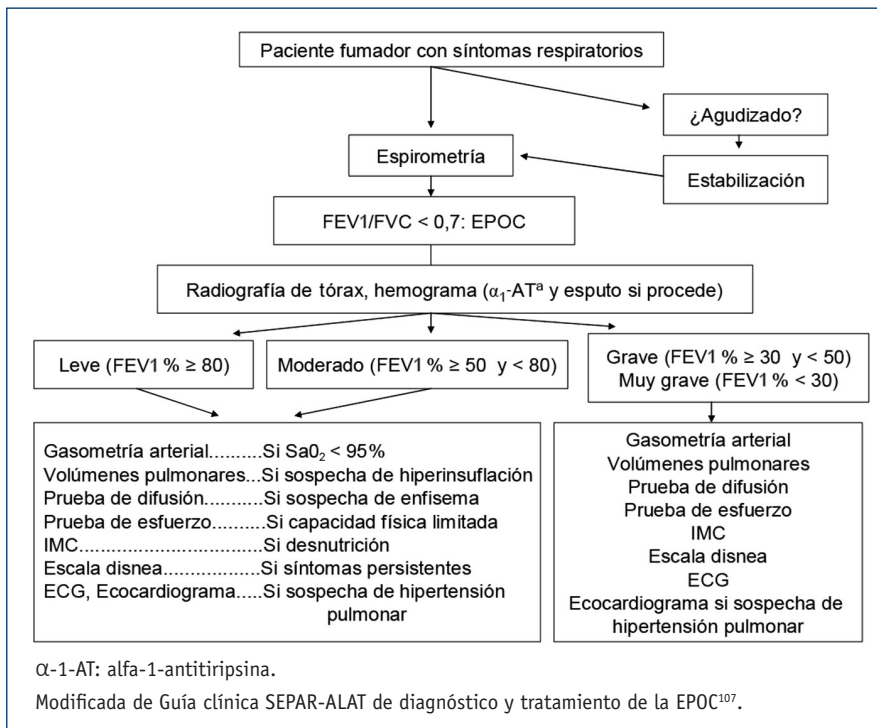 Paciente fumador con síntomas respiratorios
¿Agudizado?
Espirometría
Estabilización
FEV1/FVC < 0,7: EPOC
Radiografía de tórax, hemograma (α₁-ATª y esputo si procede)
Leve (FEV1 % ≥ 80)
Moderado (FEV1 % ≥ 50 y < 80)
Grave (FEV1 % ≥ 30 y < 50)
Muy grave (FEV1 % < 30)
Gasometría arterial..........Si Sa0₂ < 95%
Volúmenes pulmonares...Si sospecha de hiperinsuflación
Prueba de difusión...........Si sospecha de enfisema
Prueba de esfuerzo.........Si capacidad física limitada
IMC..................................Si desnutrición
Escala disnea..................Si síntomas persistentes
ECG, Ecocardiograma.....Si sospecha de hipertensión
pulmonar
Gasometría arterial
Volúmenes pulmonares
Prueba de difusión
Prueba de esfuerzo
IMC
Escala disnea
ECG
Ecocardiograma si sospecha de
hipertensión pulmonar
α-1-AT: alfa-1-antitiripsina.
Modificada de Guía clínica SEPAR-ALAT de diagnóstico y tratamiento de la EPOC¹⁰⁷.